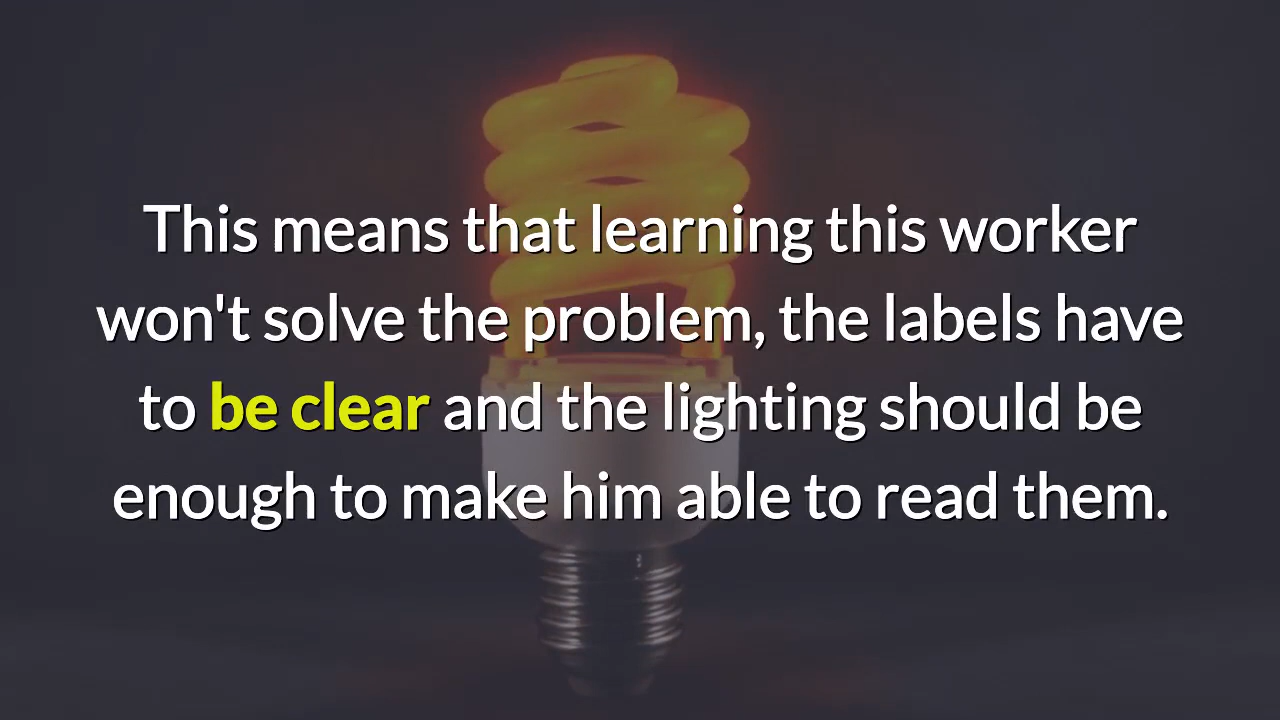 This means that learning this worker
won't solve the problem, the labels have
to be clear and the lighting should be
enough to make him able to read them.